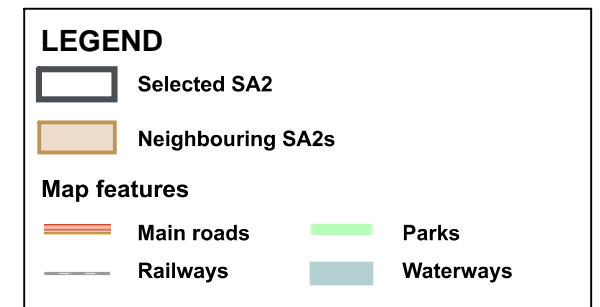 LEGEND
Selected SA2
Neighbouring SA2s
Map features
Main roads
Parks
Railways
Waterways